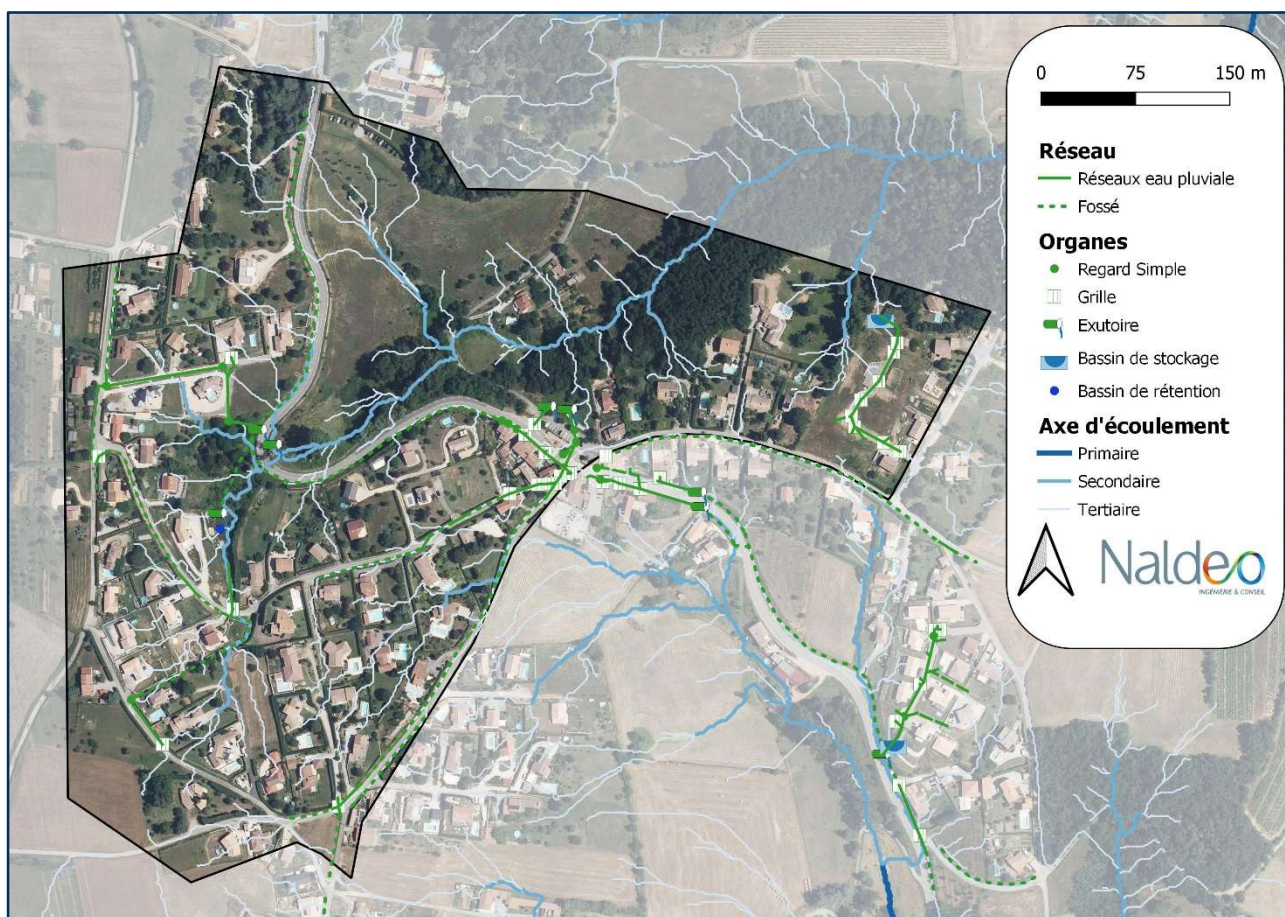 0 75 150 m
Réseau
Réseaux eau pluviale
Fossé
Organes
Regard Simple
Grille
Exutoire
Bassin de stockage
Bassin de rétention
Axe d'écoulement
Primaire
Secondaire
Tertiaire
Naldeo
INGÉNIERIE & CONSEIL